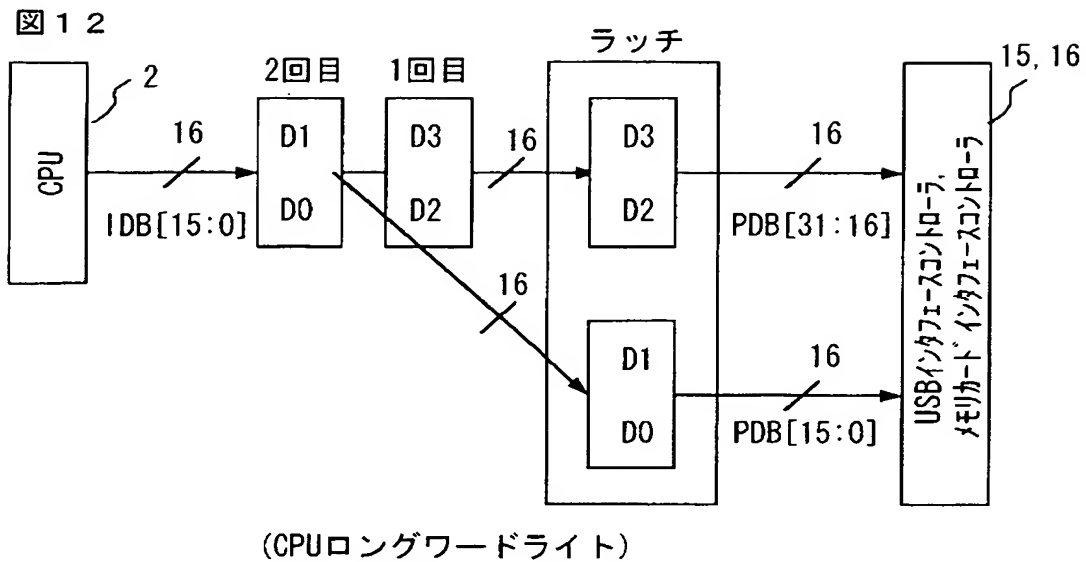 図12
ラッチ
2回目
1回目
15, 16
2
CPU
16
IDB[15:0]
D1
D0
D3
D2
16
D3
D2
16
PDB[31:16]
16
D1
D0
16
PDB[15:0]
USBインタフェースコントローラ,
メモリカードインタフェースコントローラ
(CPUロングワードライト)